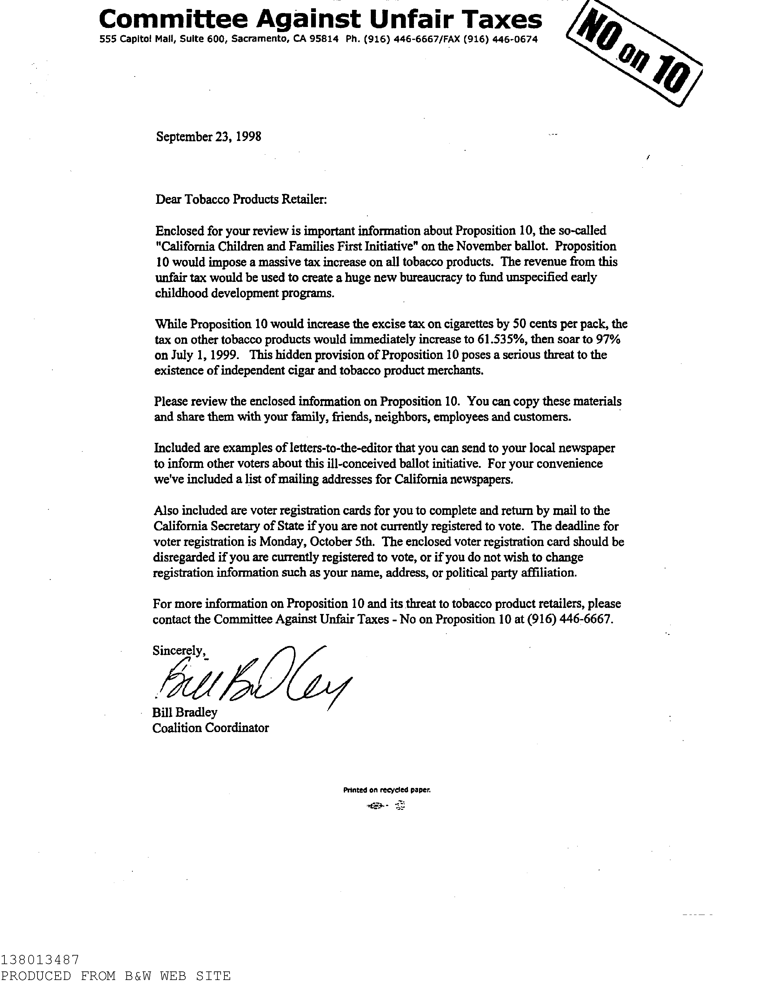 Committee Against Unfair Taxes
555 Capitol Mall, Suite 600, Sacramento, CA 95814 Ph. (916) 446-6667/FAX (916) 446-0674
NO on 10
September 23, 1998
Dear Tobacco Products Retailer:
Enclosed for your review is important information about Proposition 10, the so-called
"California Children and Families First Initiative" on the November ballot. Proposition
10 would impose a massive tax increase on all tobacco products. The revenue from this
unfair tax would be used to create a huge new bureaucracy to fund unspecified early
childhood development programs.
While Proposition 10 would increase the excise tax on cigarettes by 50 cents per pack, the
tax on other tobacco products would immediately increase to 61.535%, then soar to 97%
on July 1, 1999. This hidden provision of Proposition 10 poses a serious threat to the
existence of independent cigar and tobacco product merchants.
Please review the enclosed information on Proposition 10. You can copy these materials
and share them with your family, friends, neighbors, employees and customers.
Included are examples of letters-to-the-editor that you can send to your local newspaper
to inform other voters about this ill-conceived ballot initiative. For your convenience
we've included a list of mailing addresses for California newspapers.
Also included are voter registration cards for you to complete and return by mail to the
California Secretary of State if you are not currently registered to vote. The deadline for
voter registration is Monday, October 5th. The enclosed voter registration card should be
disregarded if you are currently registered to vote, or if you do not wish to change
registration information such as your name, address, or political party affiliation.
For more information on Proposition 10 and its threat to tobacco product retailers, please
contact the Committee Against Unfair Taxes - No on Proposition 10 at (916) 446-6667.
Sincerely,
Bill Bradley
Bill Bradley
Coalition Coordinator
Printed on recycled paper.
138013487
PRODUCED FROM B&W WEB SITE